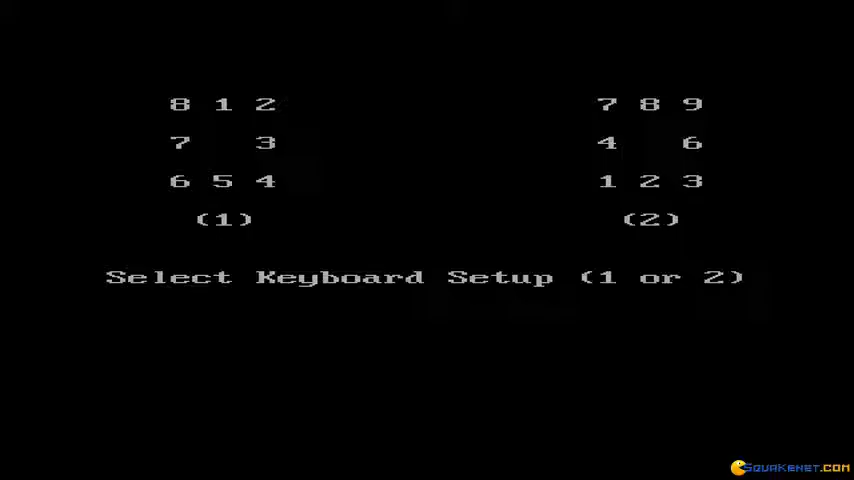 8 1 2 7 8 9
7 3 4 6
6 5 4 1 2 3
(1) (2)
Select Keyboard Setup (1 or 2)
SQUAKENET.COM